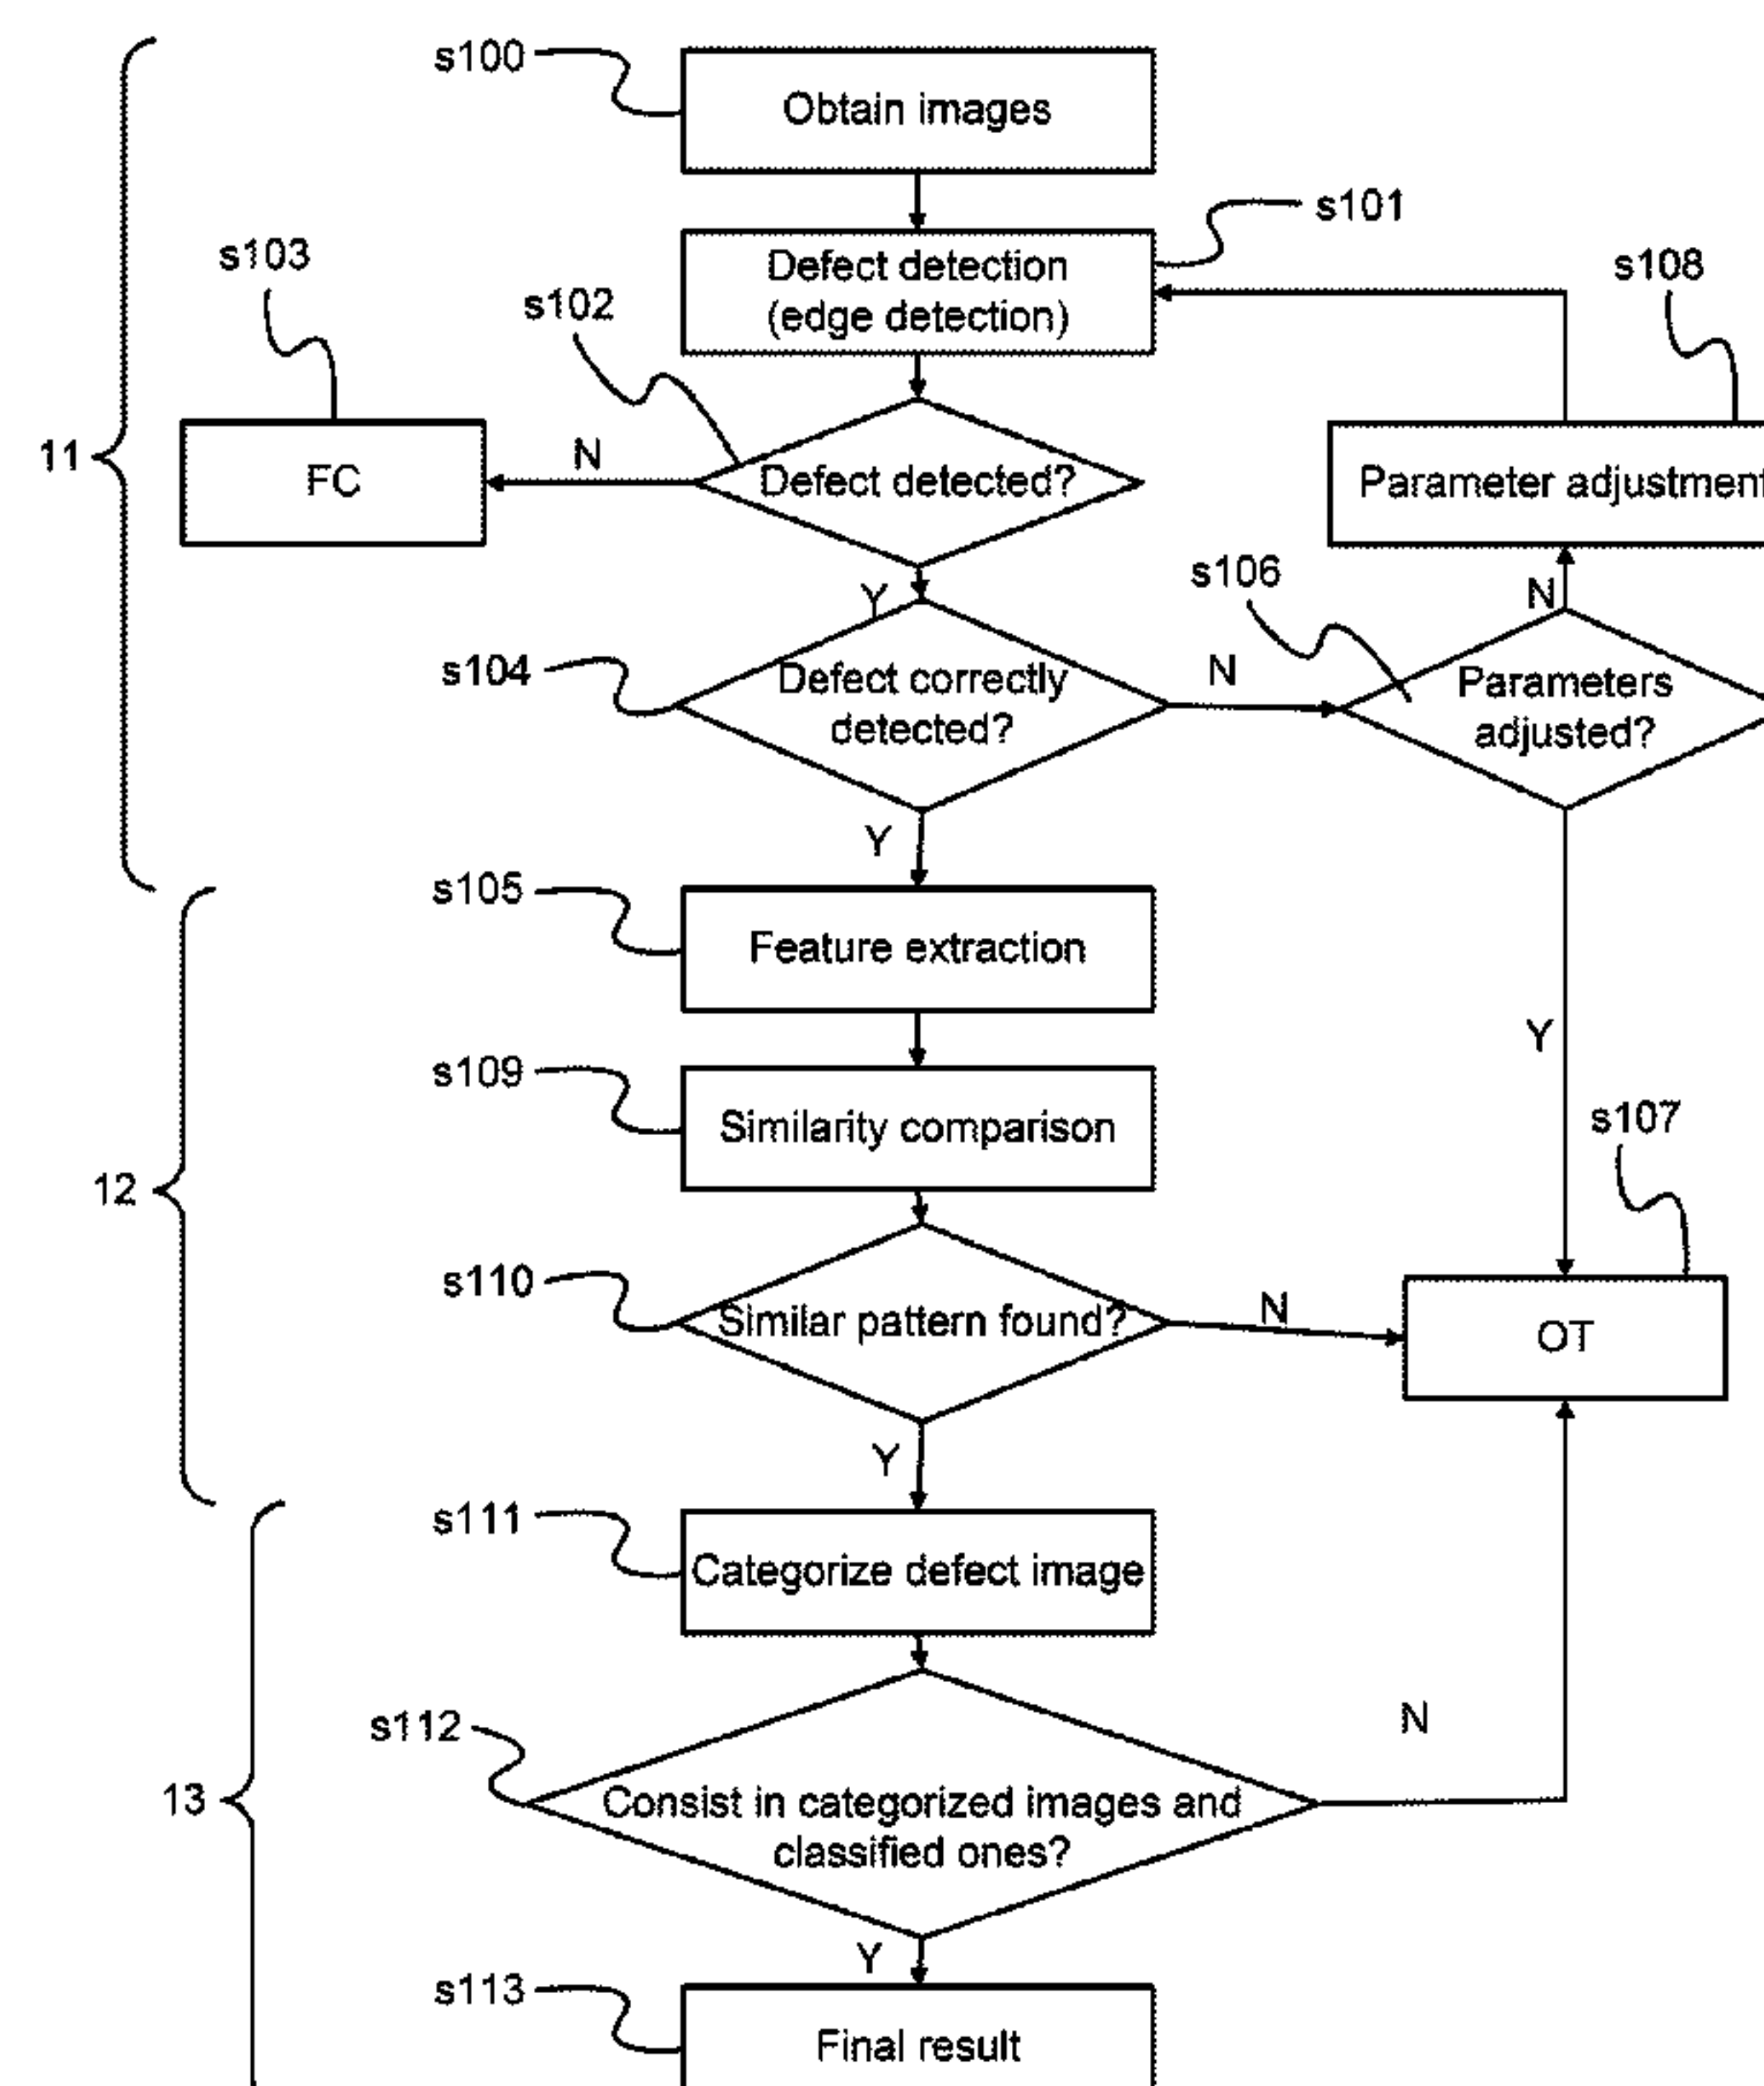 s100
Obtain images
s101
Defect detection
(edge detection)
s103
s102
s108
11
FC
N
Defect detected?
Parameter adjustment
s106
Y
N
s104
Defect correctly
detected?
N
Parameters
adjusted?
Y
s105
Feature extraction
Y
s109
Similarity comparison
s107
12
s110
Similar pattern found?
N
OT
Y
s111
Categorize defect image
s112
N
13
Consist in categorized images and
classified ones?
Y
s113
Final result